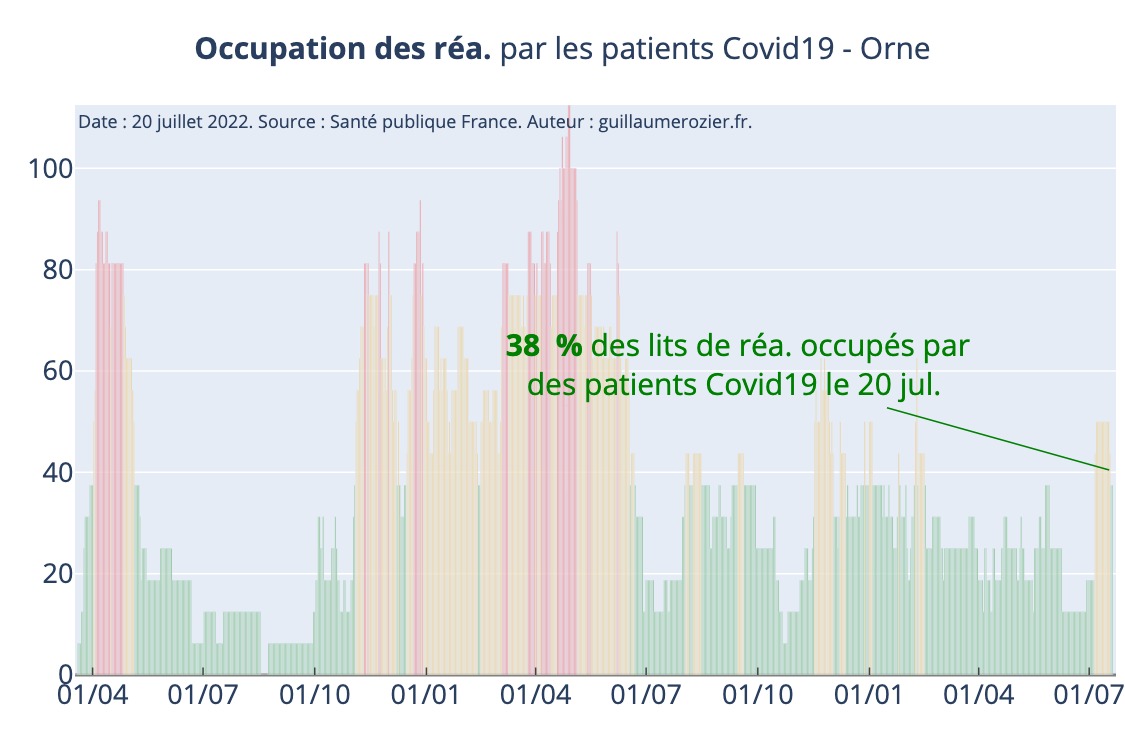 Occupation des réa. par les patients Covid19 - Orne
Date : 20 juillet 2022. Source : Santé publique France. Auteur : guillaumerozier.fr.
100
80
38 % des lits de réa. occupés par
60
des patients Covid19 le 20 jul.
40
20
0
01/04 01/07 01/10 01/01 01/04 01/07 01/10 01/01 01/04 01/07